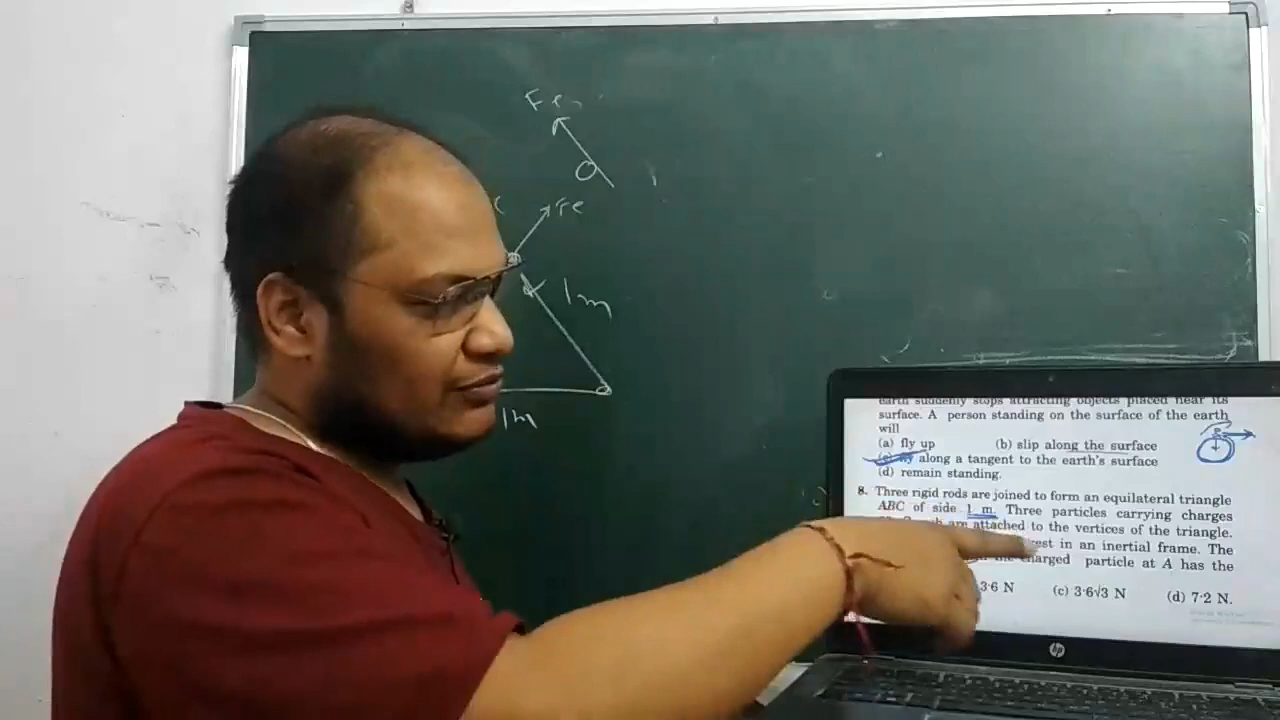 Fe
1m
1m
earth suddenly stops attracting objects placed near its
surface. A person standing on the surface of the earth
will
(a) fly up (b) slip along the surface
along a tangent to the earth's surface
(d) remain standing.
8. Three rigid rods are joined to form an equilateral triangle
ABC of side 1 m. Three particles carrying charges
are attached to the vertices of the triangle.
rest in an inertial frame. The
charged particle at A has the
3·6 N (c) 3·6√3 N (d) 7·2 N.
hp